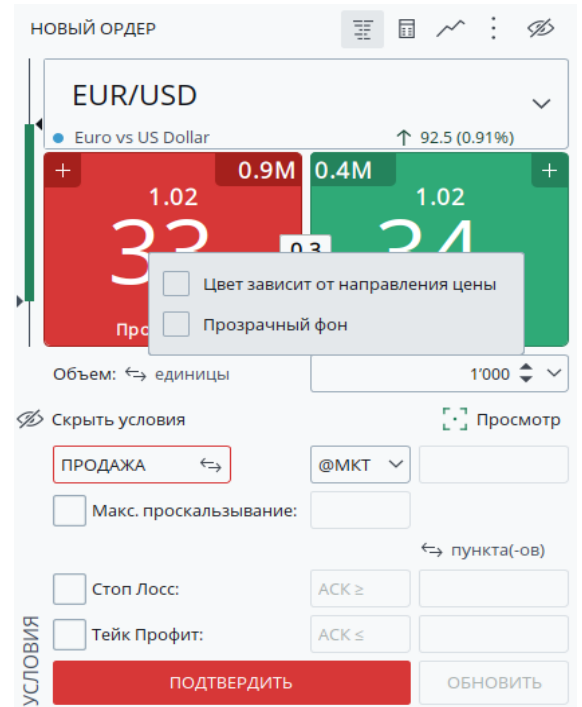 НОВЫЙ ОРДЕР
EUR/USD
Euro vs US Dollar
92.5 (0.91%)
0.9M 0.4M
1.02 1.02
33 34
0.3
Цвет зависит от направления цены
Прозрачный фон
Объем: единицы 1’000
Скрыть условия Просмотр
ПРОДАЖА @МКТ
Макс. проскальзывание:
пункта(-ов)
Стоп Лосс: АСК ≥
Тейк Профит: АСК ≤
УСЛОВИЯ
ПОДТВЕРДИТЬ ОБНОВИТЬ